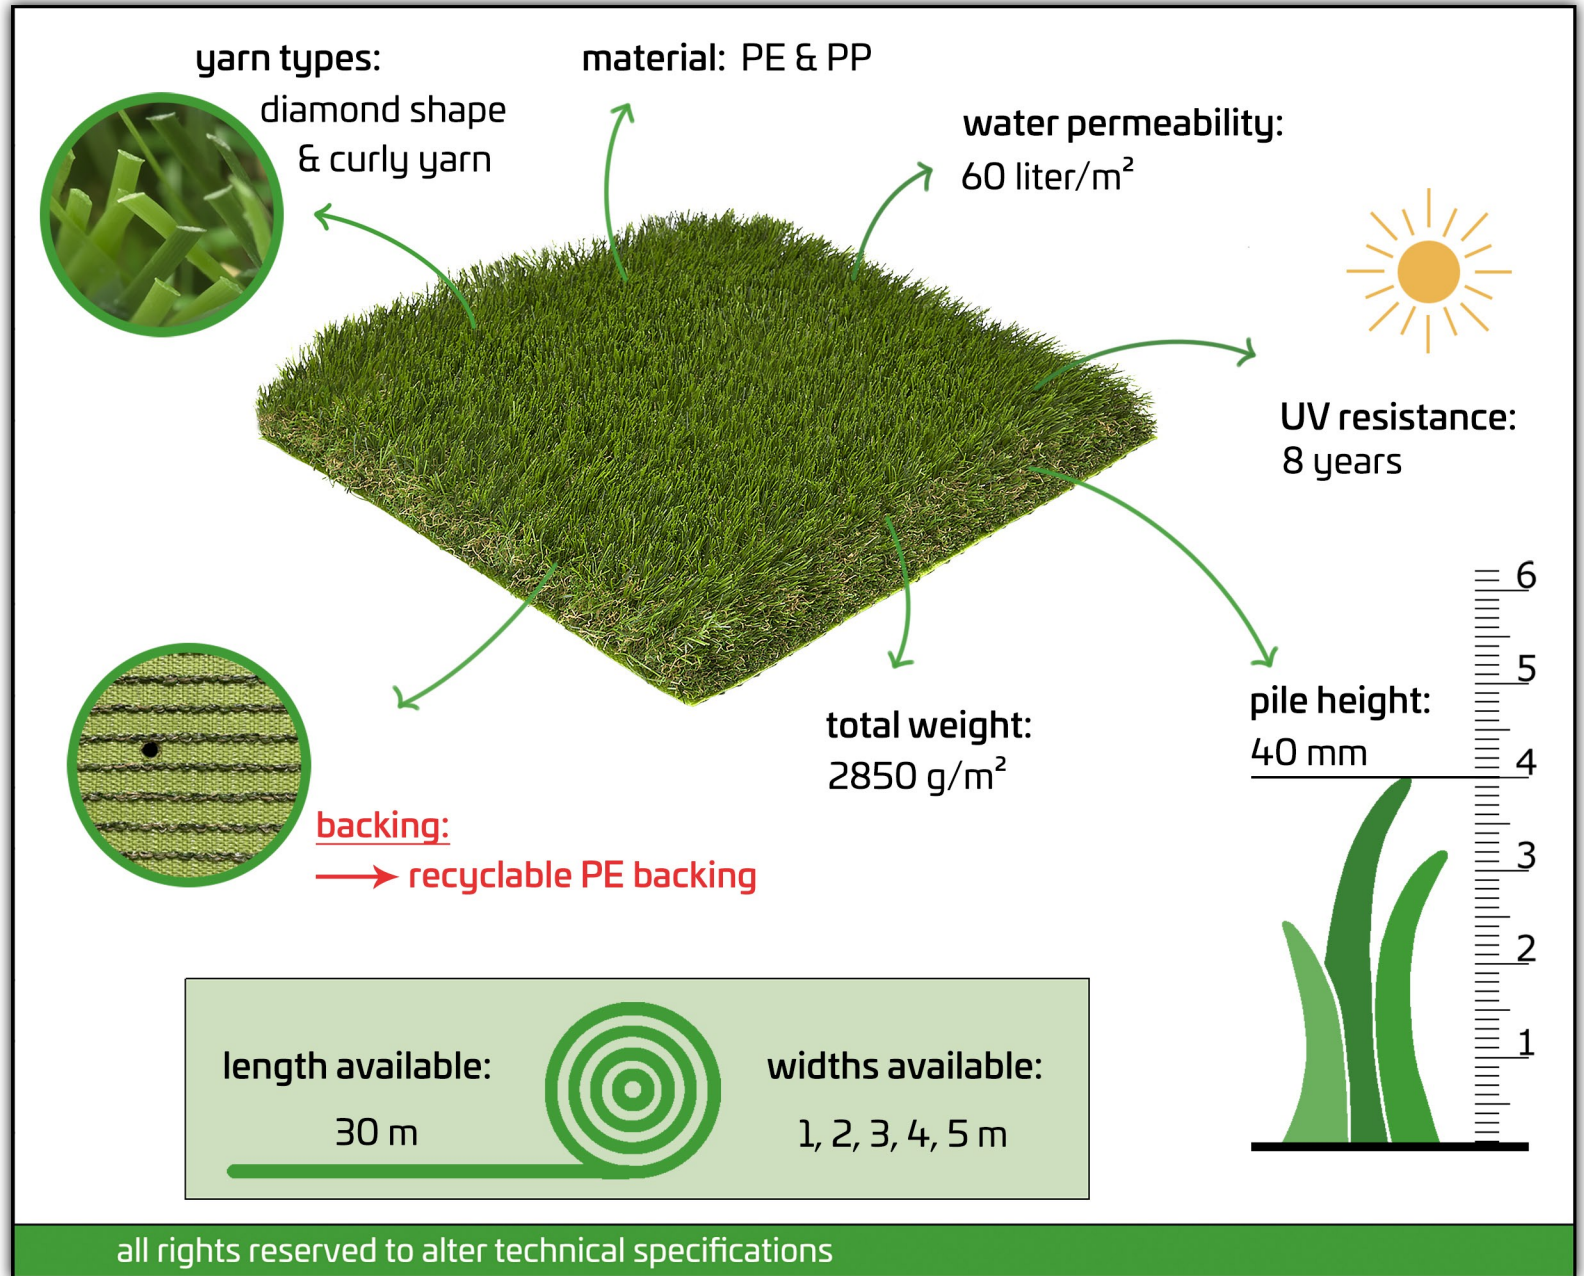 yarn types:
diamond shape
& curly yarn
material: PE & PP
water permeability:
60 liter/m²
UV resistance:
8 years
pile height:
40 mm
6
5
4
3
2
1
total weight:
2850 g/m²
backing:
recyclable PE backing
length available:
30 m
widths available:
1, 2, 3, 4, 5 m
all rights reserved to alter technical specifications